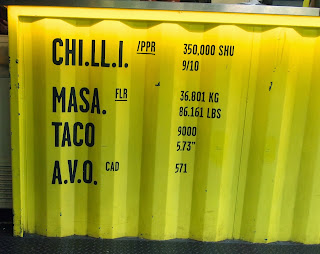 CHI.LL.I. /PPR 350,000 SHU
9/10
MASA. FLR 36.801 KG
86.161 LBS
TACO 9000
5.73"
A.V.O. CAD 571